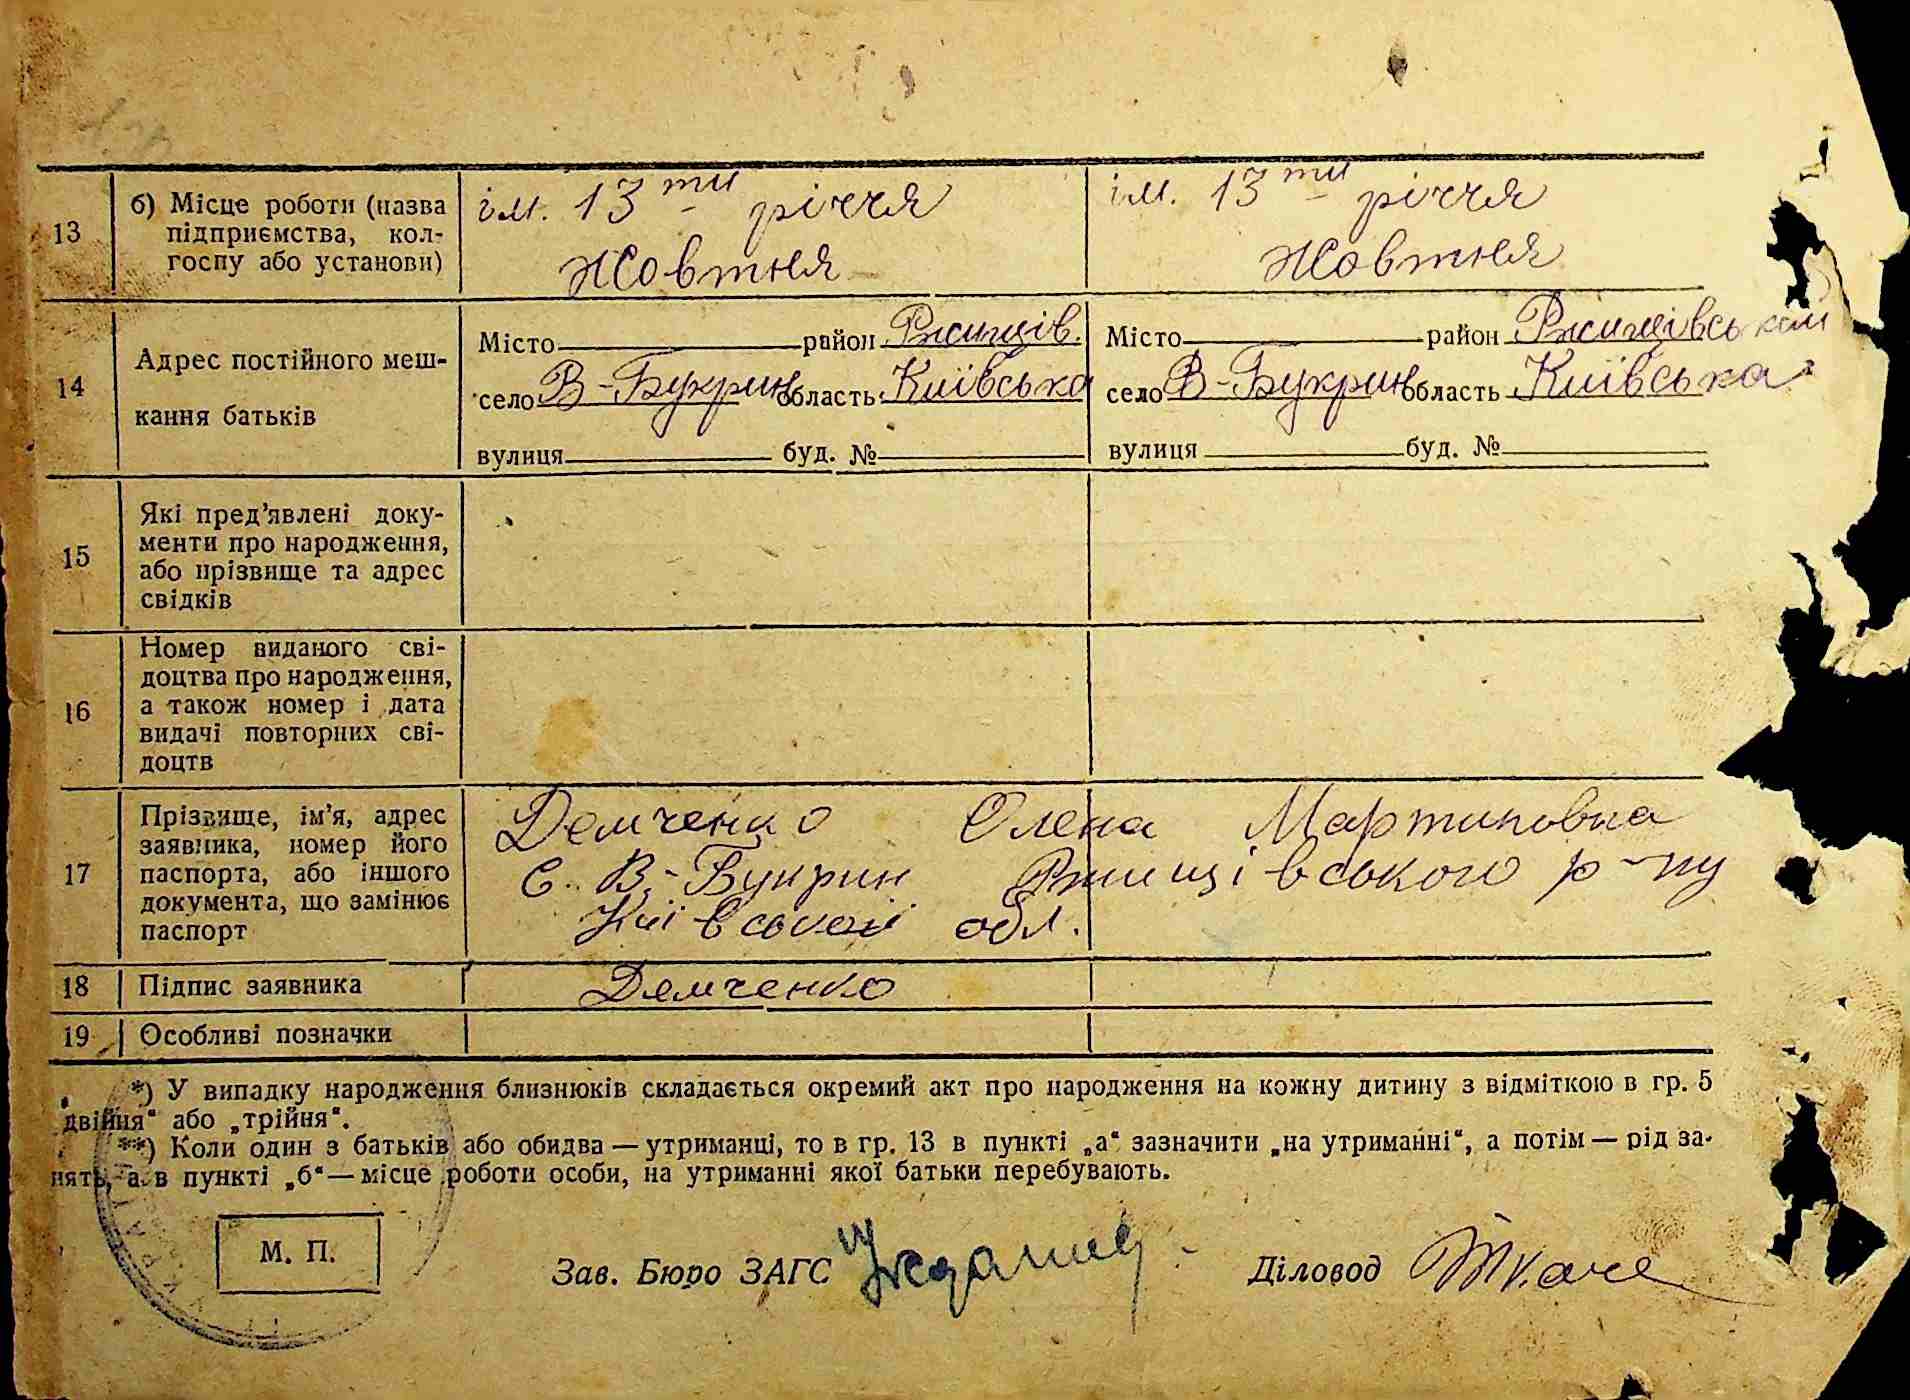 13
б) Місце роботи (назва
підприємства, кол-
госпу або установи)
ім. 13ти річчя
Жовтня
ім. 13ти річчя
Жовтня
14
Адрес постійного меш-
кання батьків
Місто район Ржищів.
село В-Букрин область Київська
вулиця буд. №
Місто район Ржищівськ
село В-Букрин область Київська
вулиця буд. №
15
Які пред'явлені доку-
менти про народження,
або прізвище та адрес
свідків
16
Номер виданого сві-
доцтва про народження,
а також номер і дата
видачі повторних сві-
доцтв
17
Прізвище, ім'я, адрес
заявника, номер його
паспорта, або іншого
документа, що замінює
паспорт
Демченко Олена Мартиновна
С. В-Букрин Ржищівського р-ну
Київської обл.
18
Підпис заявника
Демченко
19
Особливі позначки
*) У випадку народження близнюків складається окремий акт про народження на кожну дитину з відміткою в гр. 5
„двійня“ або „трійня“.
**) Коли один з батьків або обидва — утриманці, то в гр. 13 в пункті „а“ зазначити „на утриманні“, а потім — рід за-
нять, а в пункті „б“ — місце роботи особи, на утриманні якої батьки перебувають.
М. П.
Зав. Бюро ЗАГС
Діловод